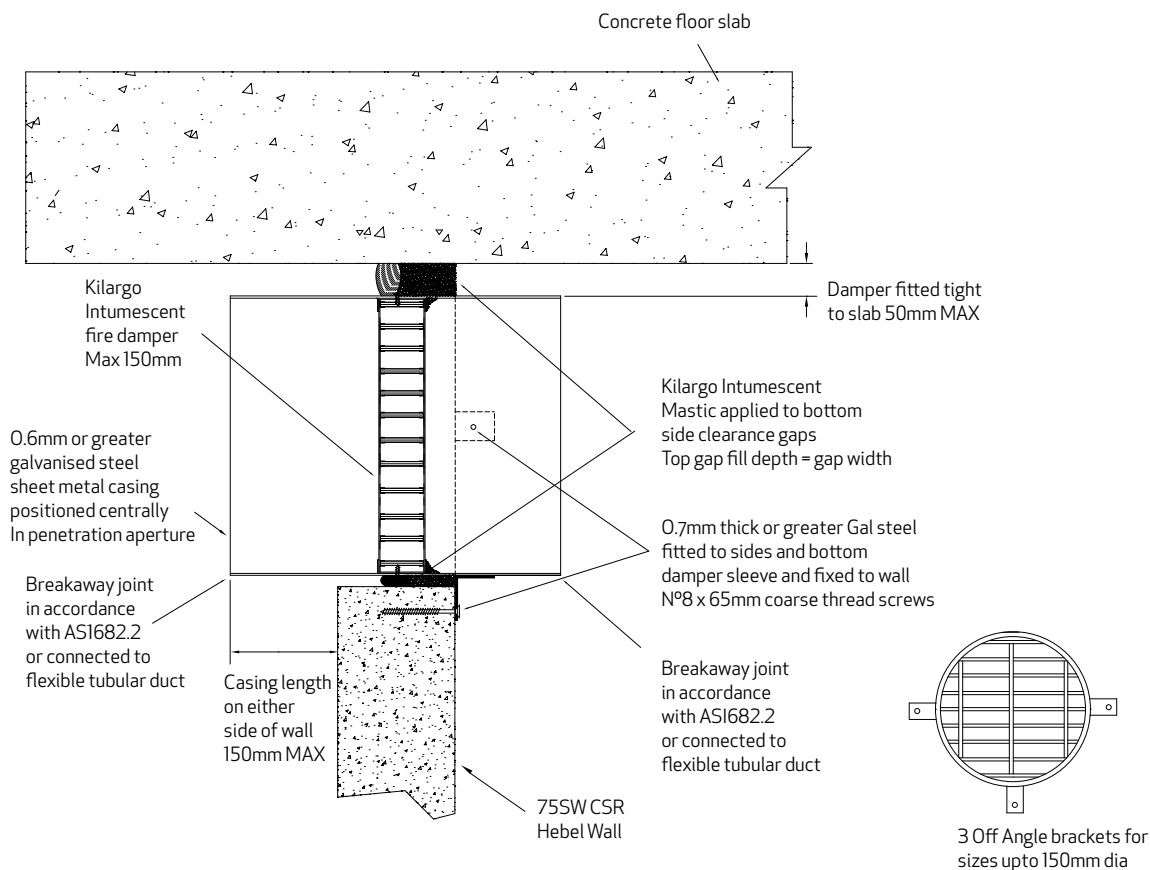 Concrete floor slab
Kilargo
Intumescent
fire damper
Max 150mm
Damper fitted tight
to slab 50mm MAX
Kilargo Intumescent
Mastic applied to bottom
side clearance gaps
Top gap fill depth = gap width
0.6mm or greater
galvanised steel
sheet metal casing
positioned centrally
In penetration aperture
0.7mm thick or greater Gal steel
fitted to sides and bottom
damper sleeve and fixed to wall
Nº8 x 65mm coarse thread screws
Breakaway joint
in accordance
with AS1682.2
or connected to
flexible tubular duct
Casing length
on either
side of wall
150mm MAX
Breakaway joint
in accordance
with AS1682.2
or connected to
flexible tubular duct
75SW CSR
Hebel Wall
3 Off Angle brackets for
sizes upto 150mm dia